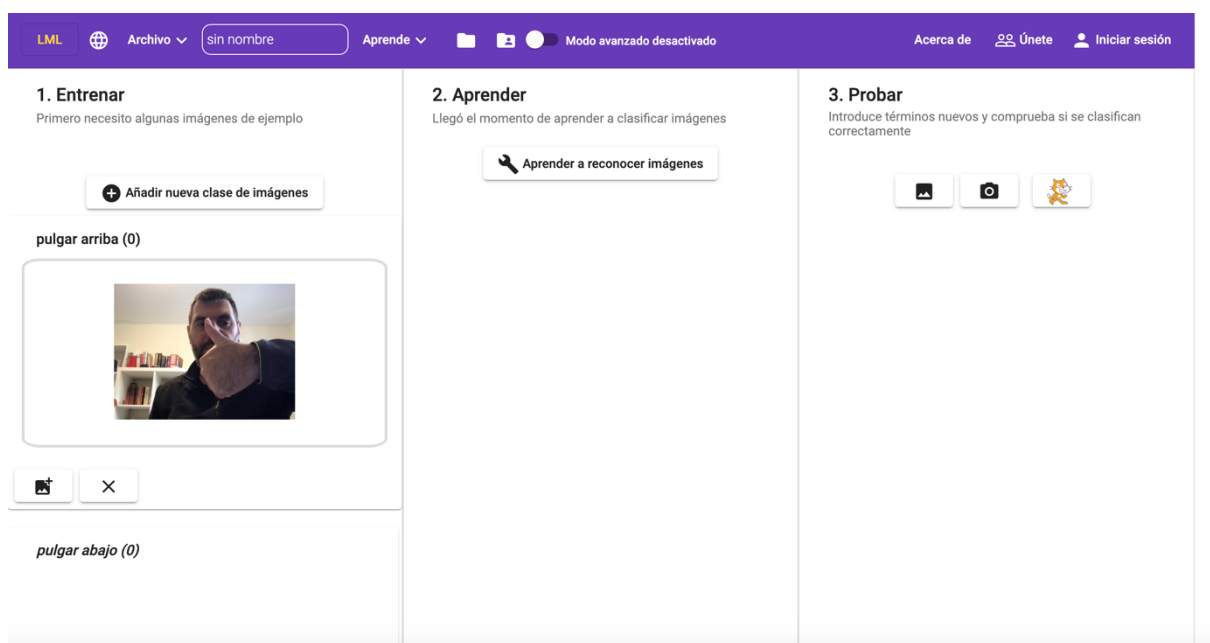 LML Archivo sin nombre Aprende Modo avanzado desactivado Acerca de Únete Iniciar sesión
1. Entrenar
Primero necesito algunas imágenes de ejemplo
Añadir nueva clase de imágenes
pulgar arriba (0)
pulgar abajo (0)
2. Aprender
Llegó el momento de aprender a clasificar imágenes
Aprender a reconocer imágenes
3. Probar
Introduce términos nuevos y comprueba si se clasifican
correctamente